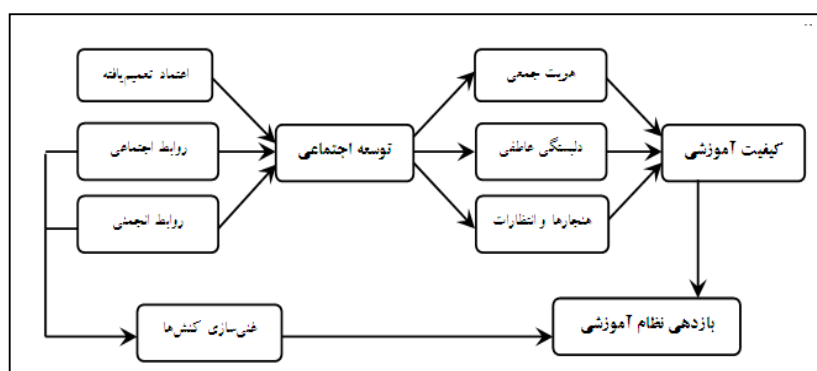 اعتماد تعمیم‌یافته
هویت جمعی
روابط اجتماعی
توسعه اجتماعی
دلبستگی عاطفی
کیفیت آموزشی
روابط انجمنی
هنجارها و انتظارات
غنی‌سازی کنش‌ها
بازدهی نظام آموزشی